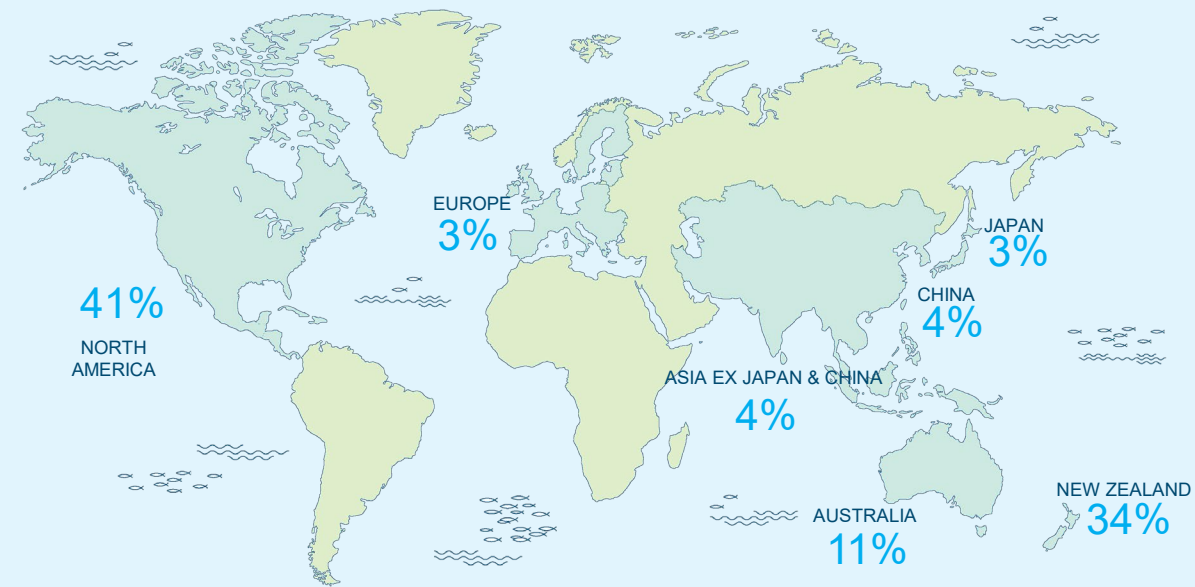 EUROPE
3%
JAPAN
3%
41%
NORTH
AMERICA
CHINA
4%
ASIA EX JAPAN & CHINA
4%
NEW ZEALAND
34%
AUSTRALIA
11%